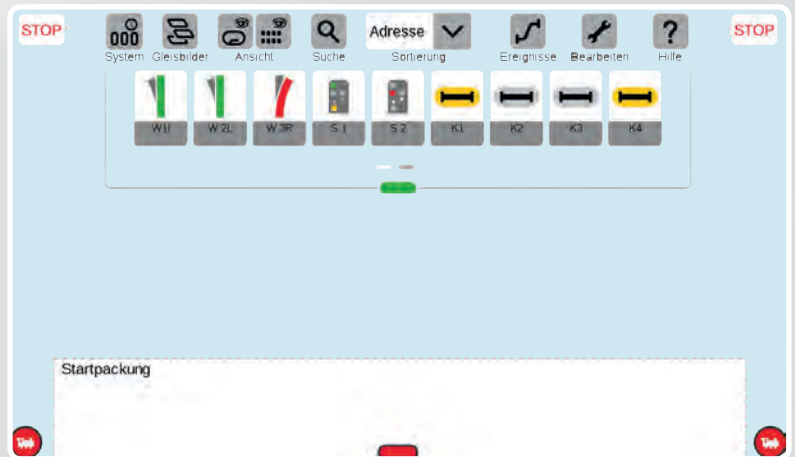 STOP
000
Adresse
?
STOP
System Gleisbilder Ansicht Suche Sortierung Ereignisse Bearbeiten Hilfe
W 2L W 3R S 1 S 2 K1 K2 K3 K4
Startpackung